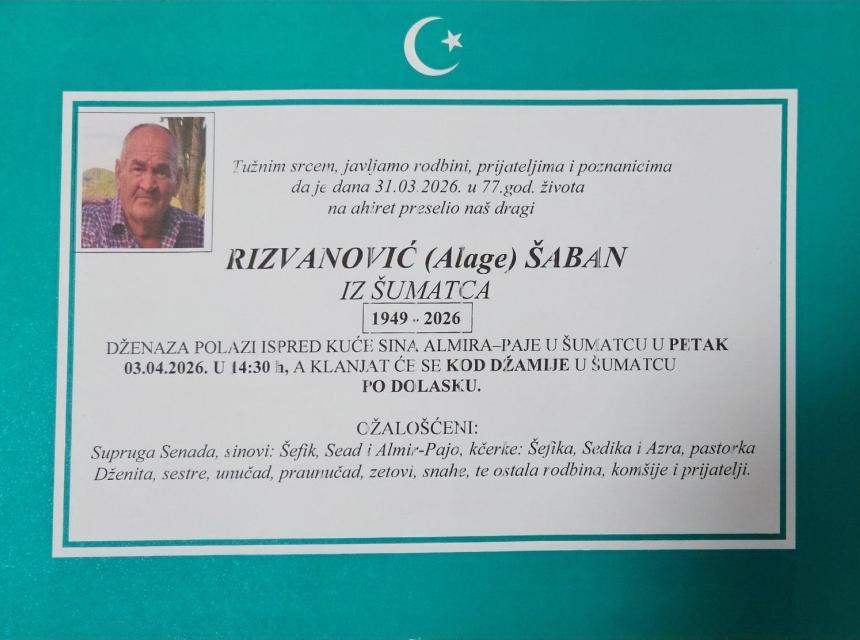 Tužnim srcem, javljamo rodbini, prijateljima i poznanicima
da je dana 31.03.2026. u 77.god. života
na ahiret preselio naš dragi
RIZVANOVIĆ (Alage) ŠABAN
IZ ŠUMATCA
1949 - 2026
DŽENAZA POLAZI ISPRED KUĆE SINA ALMIRA–PAJE U ŠUMATCU U PETAK
03.04.2026. U 14:30 h, A KLANJAT ĆE SE KOD DŽAMIJE U ŠUMATCU
PO DOLASKU.
OŽALOŠĆENI:
Supruga Senada, sinovi: Šefik, Sead i Almir-Pajo, kčerke: Šefika, Sedika i Azra, pastorka
Dženita, sestre, unučad, praunučad, zetovi, snahe, te ostala rodbina, komšije i prijatelji.